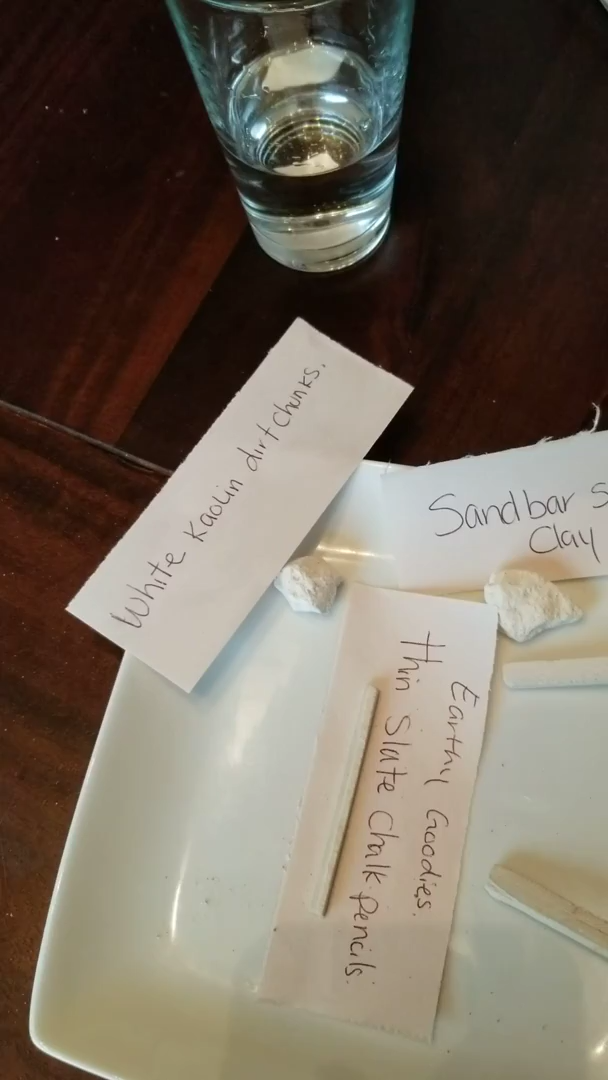 White Kaolin dirt chunks.
Sandbar S
Clay
Earthy Goodies.
Thin Slate Chalk Pencils.